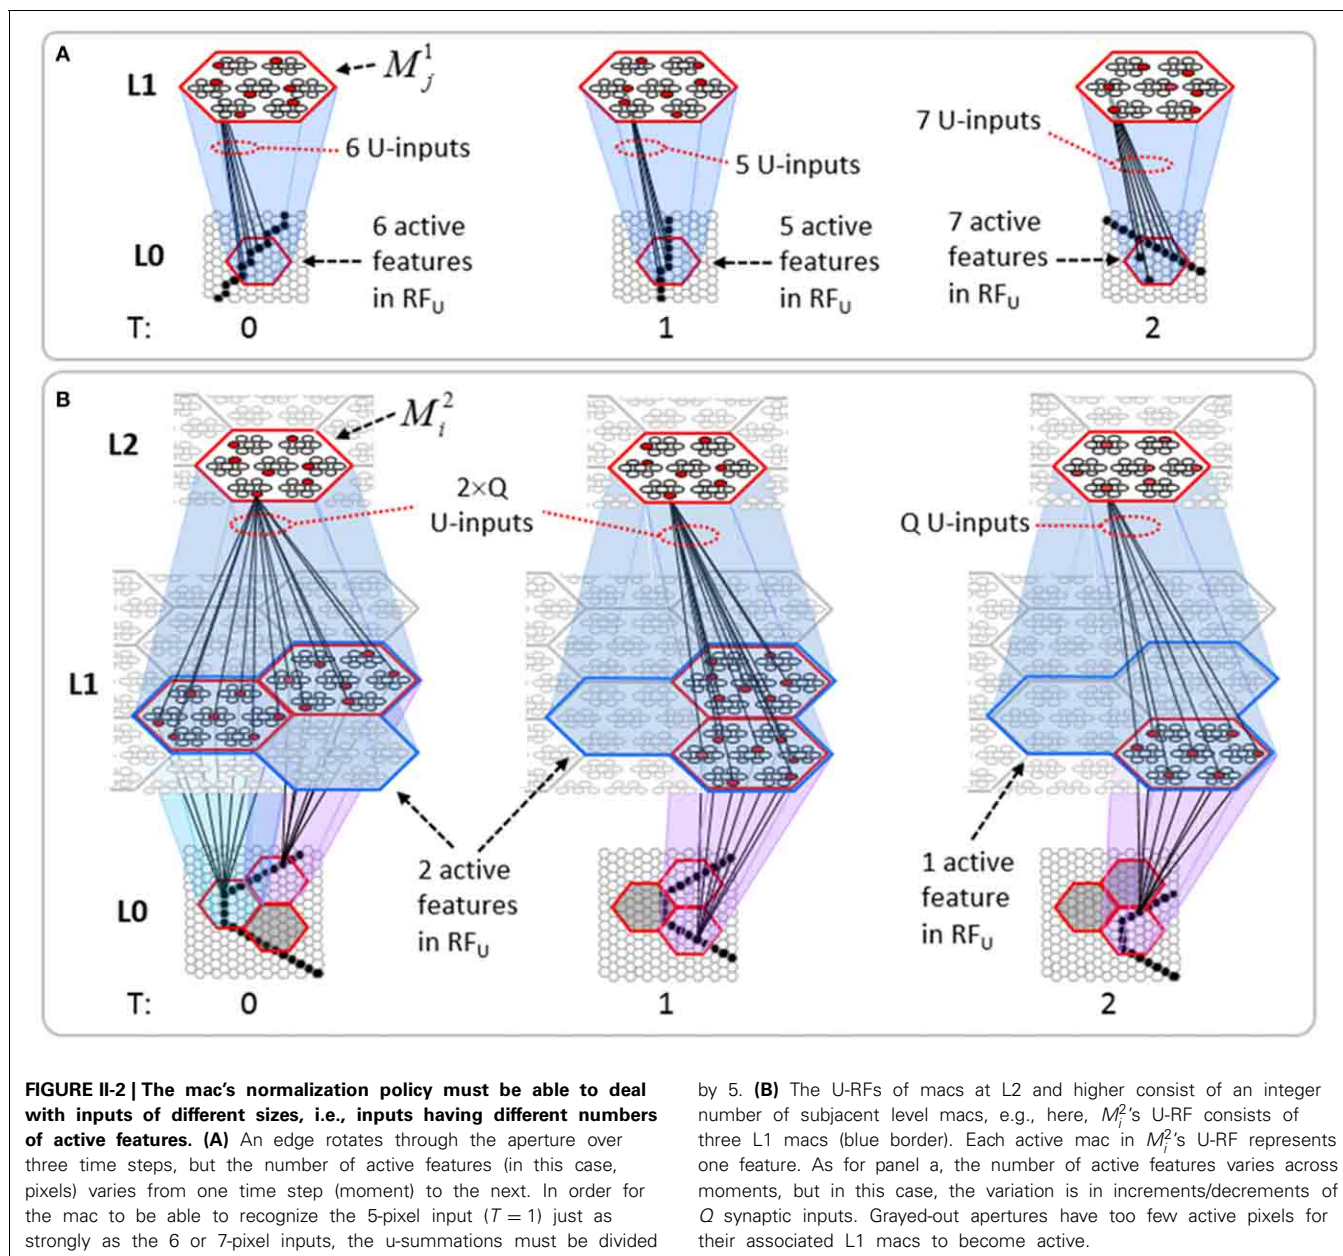 A
L1
M_j^1
6 U-inputs
5 U-inputs
7 U-inputs
L0
6 active
features
in RF_U
5 active
features
in RF_U
7 active
features
in RF_U
T:
0
1
2
B
L2
M_i^2
2×Q
U-inputs
Q U-inputs
L1
2 active
features
in RF_U
1 active
feature
in RF_U
L0
T:
0
1
2
FIGURE II-2 | The mac's normalization policy must be able to deal
with inputs of different sizes, i.e., inputs having different numbers
of active features. (A) An edge rotates through the aperture over
three time steps, but the number of active features (in this case,
pixels) varies from one time step (moment) to the next. In order for
the mac to be able to recognize the 5-pixel input (T = 1) just as
strongly as the 6 or 7-pixel inputs, the u-summations must be divided
by 5. (B) The U-RFs of macs at L2 and higher consist of an integer
number of subjacent level macs, e.g., here, M_i^2's U-RF consists of
three L1 macs (blue border). Each active mac in M_i^2's U-RF represents
one feature. As for panel a, the number of active features varies across
moments, but in this case, the variation is in increments/decrements of
Q synaptic inputs. Grayed-out apertures have too few active pixels for
their associated L1 macs to become active.